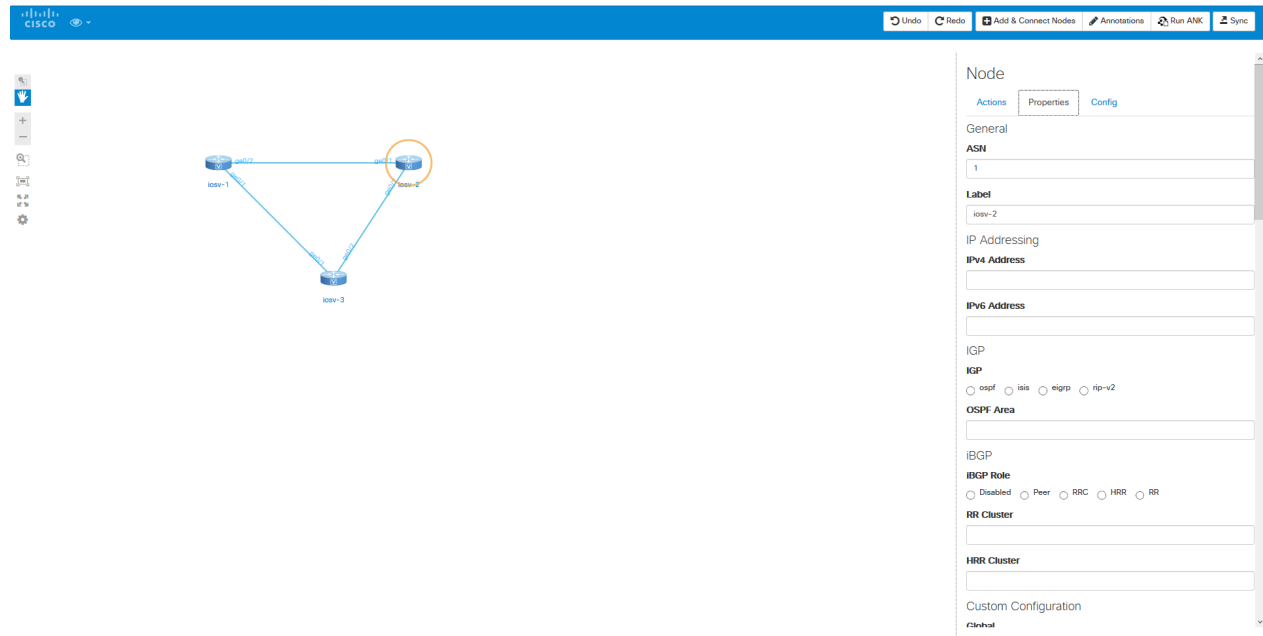 CISCO
Undo
Redo
Add & Connect Nodes
Annotations
Run ANK
Sync
Node
Actions
Properties
Config
General
ASN
1
Label
iosv-2
IP Addressing
IPv4 Address
IPv6 Address
IGP
IGP
ospf isis eigrp rip-v2
OSPF Area
iBGP
iBGP Role
Disabled Peer RRC HRR RR
RR Cluster
HRR Cluster
Custom Configuration
Global
iosv-1
iosv-2
iosv-3